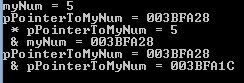 myNum = 5
pPointerToMyNum = 003BFA28
* pPointerToMyNum = 5
& myNum = 003BFA28
pPointerToMyNum = 003BFA28
& pPointerToMyNum = 003BFA1C